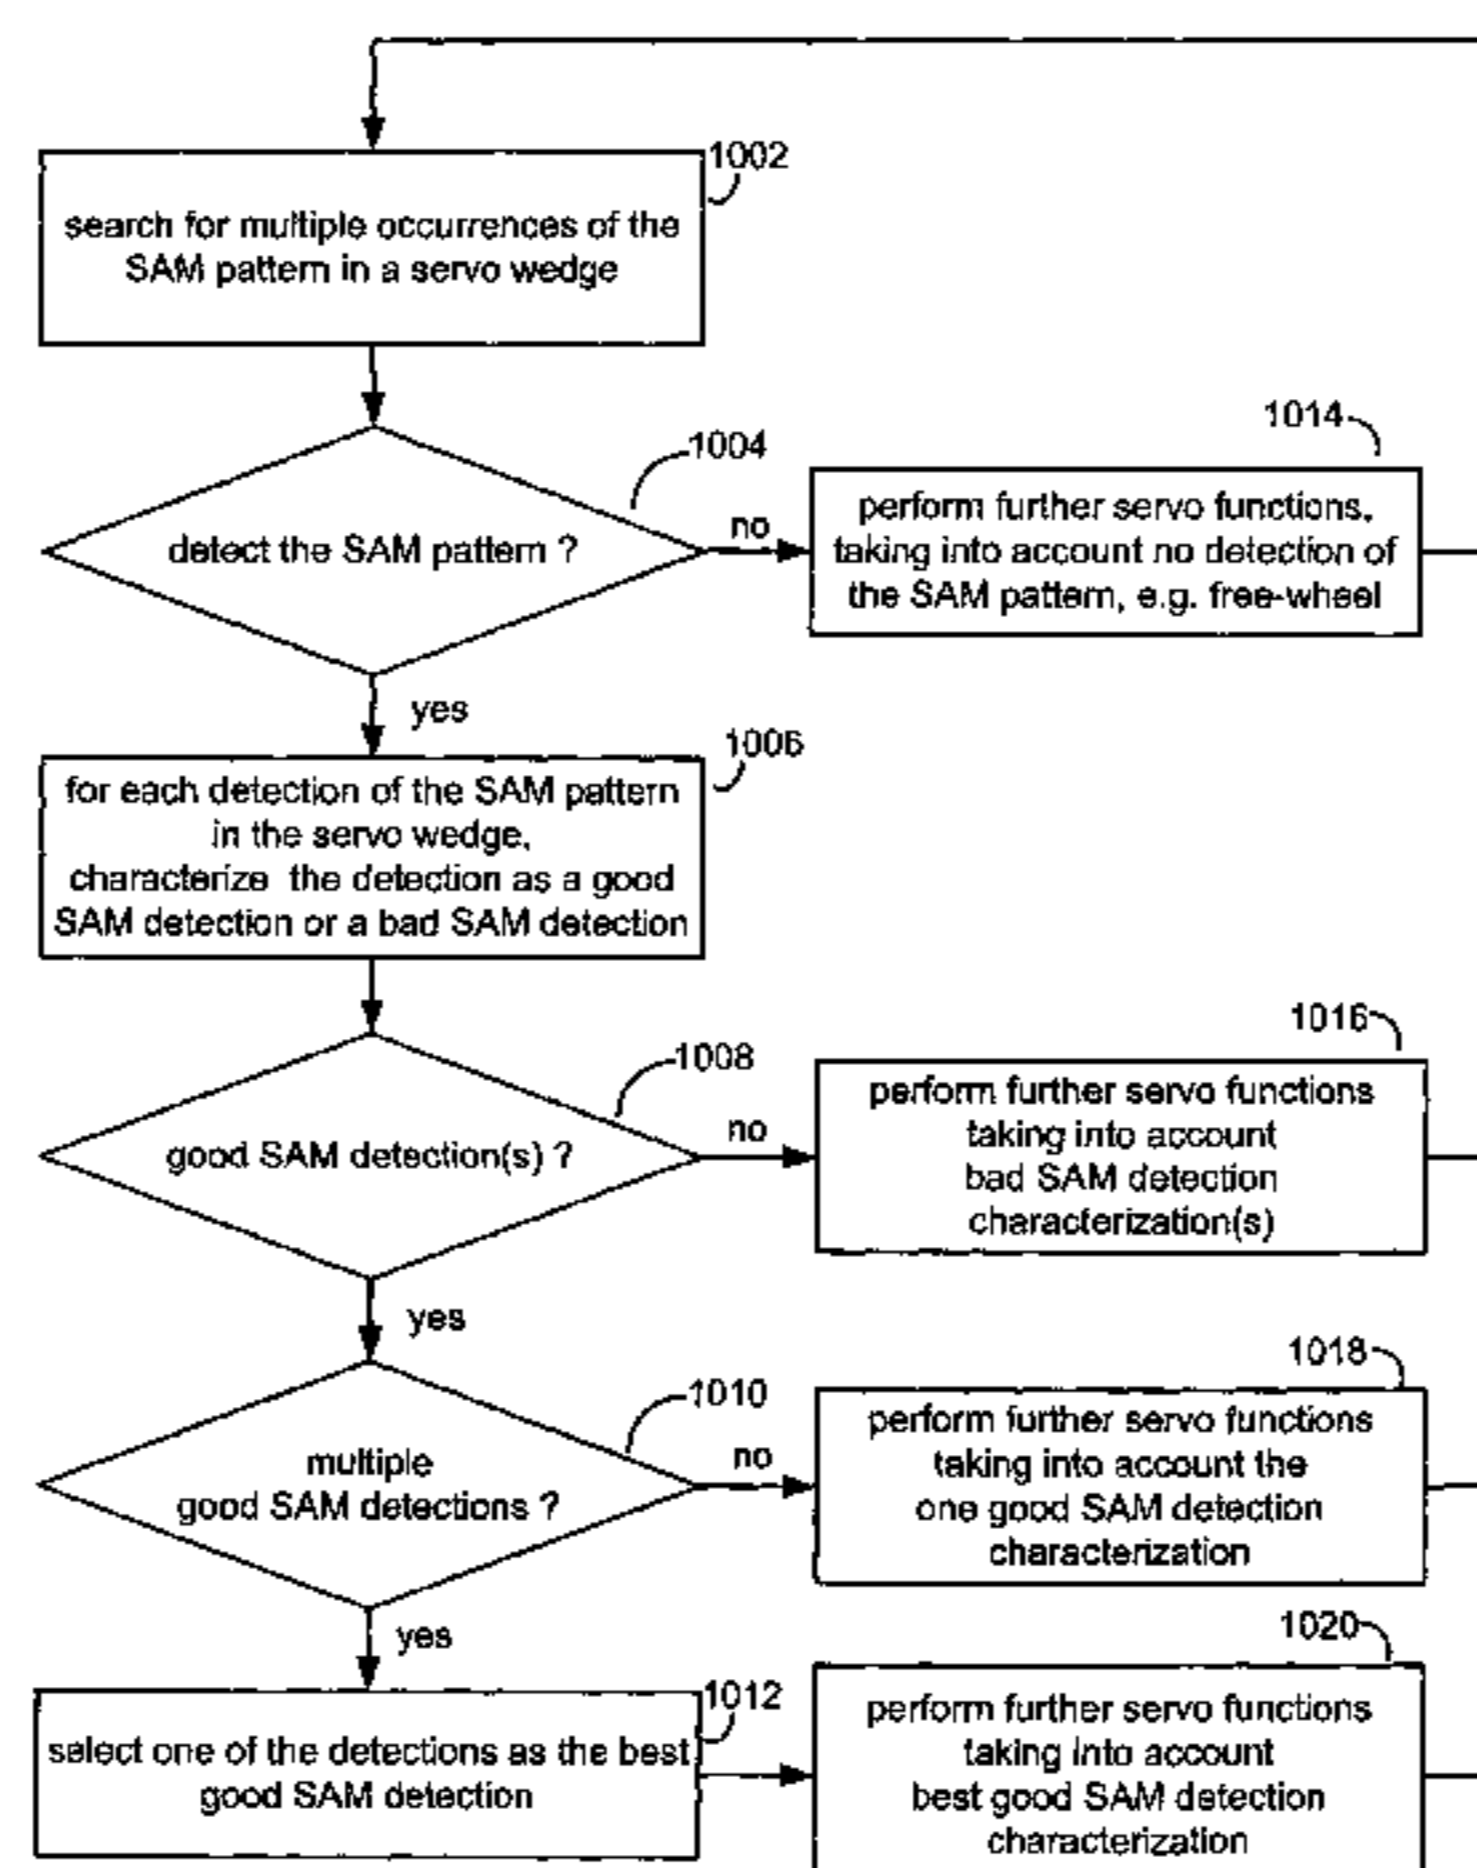 1002
search for multiple occurrences of the
SAM pattern in a servo wedge
1004
detect the SAM pattern ?
no
1014
perform further servo functions,
taking into account no detection of
the SAM pattern, e.g. free-wheel
yes
1006
for each detection of the SAM pattern
in the servo wedge,
characterize the detection as a good
SAM detection or a bad SAM detection
1008
good SAM detection(s) ?
no
1016
perform further servo functions
taking into account
bad SAM detection
characterization(s)
yes
1010
multiple
good SAM detections ?
no
1018
perform further servo functions
taking into account the
one good SAM detection
characterization
yes
1012
select one of the detections as the best
good SAM detection
1020
perform further servo functions
taking into account
best good SAM detection
characterization